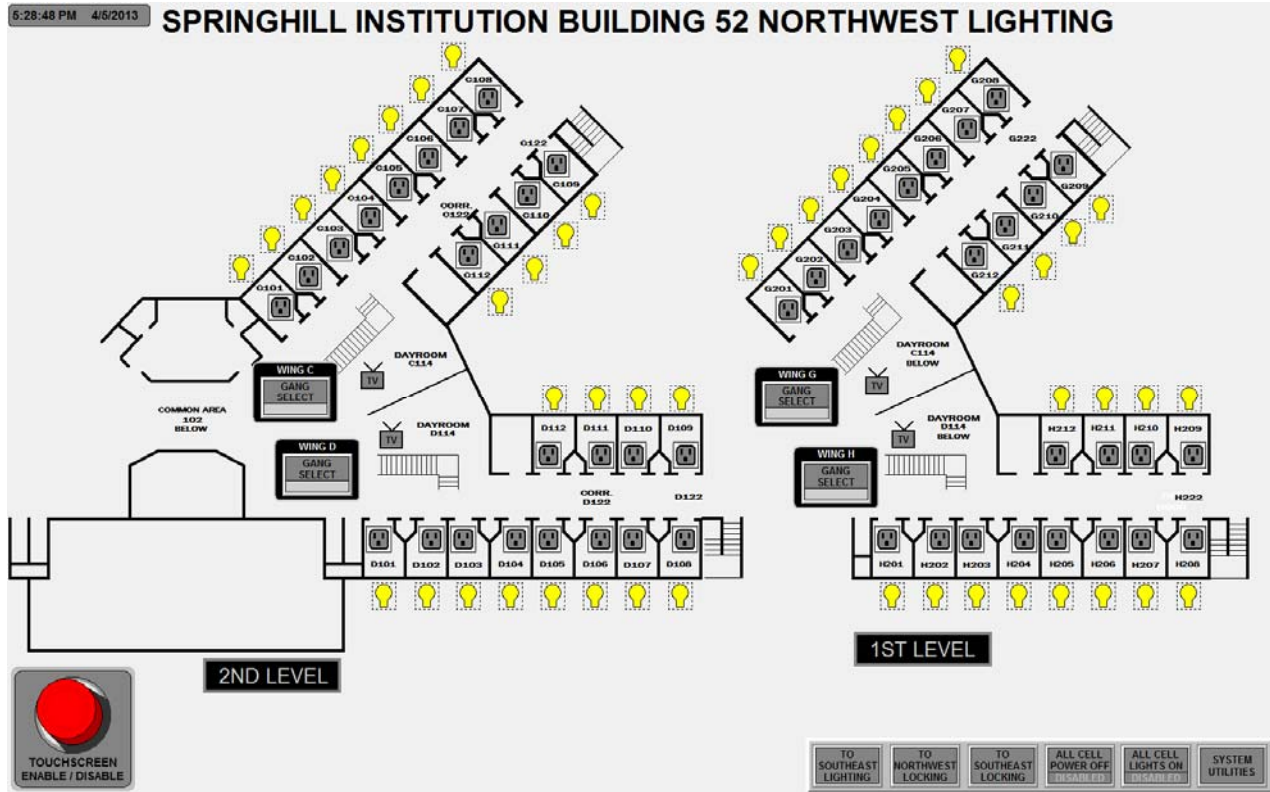 5:28:48 PM 4/5/2013
SPRINGHILL INSTITUTION BUILDING 52 NORTHWEST LIGHTING
C108
C107
C106
C105
C104
C103
C102
C101
C122
C109
C110
C111
C112
CORR.
C122
G208
G207
G206
G205
G204
G203
G202
G201
G222
G209
G210
G211
G212
DAYROOM
C114
TV
WING C
GANG
SELECT
COMMON AREA
102
BELOW
DAYROOM
D114
TV
WING D
GANG
SELECT
D112
D111
D110
D109
CORR.
D122
D122
D101
D102
D103
D104
D105
D106
D107
D108
DAYROOM
C114
BELOW
TV
WING G
GANG
SELECT
DAYROOM
D114
BELOW
TV
WING H
GANG
SELECT
H212
H211
H210
H209
H222
H201
H202
H203
H204
H205
H206
H207
H208
2ND LEVEL
1ST LEVEL
TOUCHSCREEN
ENABLE / DISABLE
TO
SOUTHEAST
LIGHTING
TO
NORTHWEST
LOCKING
TO
SOUTHEAST
LOCKING
ALL CELL
POWER OFF
DISABLED
ALL CELL
LIGHTS ON
DISABLED
SYSTEM
UTILITIES